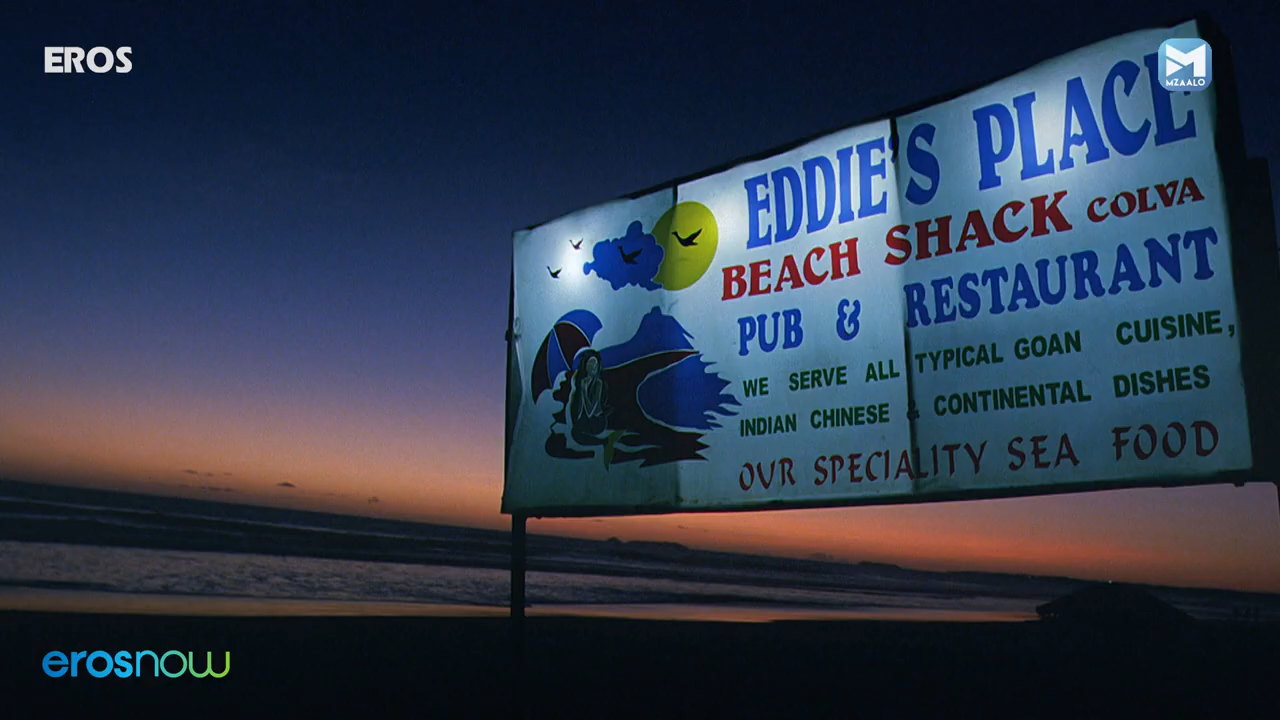 EROS
MZAALO
EDDIE'S PLACE
BEACH SHACK COLVA
PUB & RESTAURANT
WE SERVE ALL TYPICAL GOAN CUISINE,
INDIAN CHINESE CONTINENTAL DISHES
OUR SPECIALITY SEA FOOD
erosnow